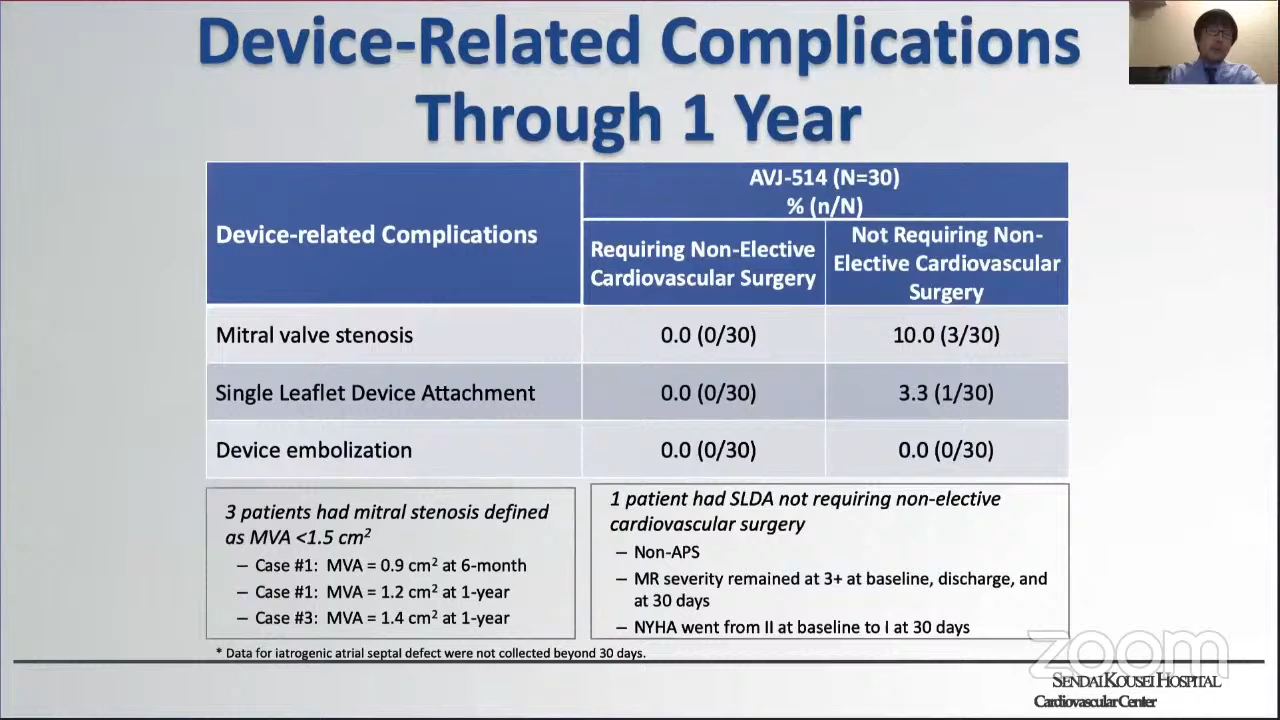 Device-Related Complications
Through 1 Year
Device-related Complications
AVJ-514 (N=30)
% (n/N)
Requiring Non-Elective
Cardiovascular Surgery
Not Requiring Non-
Elective Cardiovascular
Surgery
Mitral valve stenosis
0.0 (0/30)
10.0 (3/30)
Single Leaflet Device Attachment
0.0 (0/30)
3.3 (1/30)
Device embolization
0.0 (0/30)
0.0 (0/30)
3 patients had mitral stenosis defined
as MVA <1.5 cm²
– Case #1: MVA = 0.9 cm² at 6-month
– Case #1: MVA = 1.2 cm² at 1-year
– Case #3: MVA = 1.4 cm² at 1-year
1 patient had SLDA not requiring non-elective
cardiovascular surgery
– Non-APS
– MR severity remained at 3+ at baseline, discharge, and
at 30 days
– NYHA went from II at baseline to I at 30 days
* Data for iatrogenic atrial septal defect were not collected beyond 30 days.
zoom
SENDAI KOUSEI HOSPITAL
Cardiovascular Center